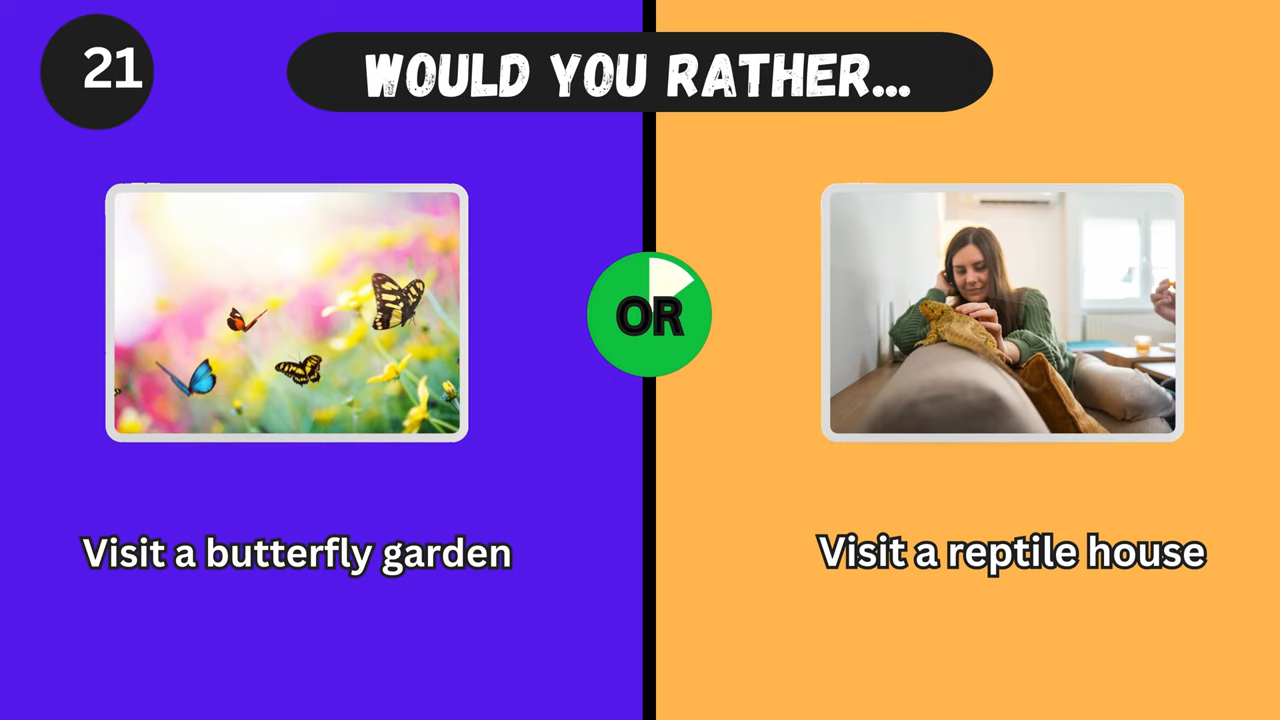 21
WOULD YOU RATHER...
OR
Visit a butterfly garden
Visit a reptile house